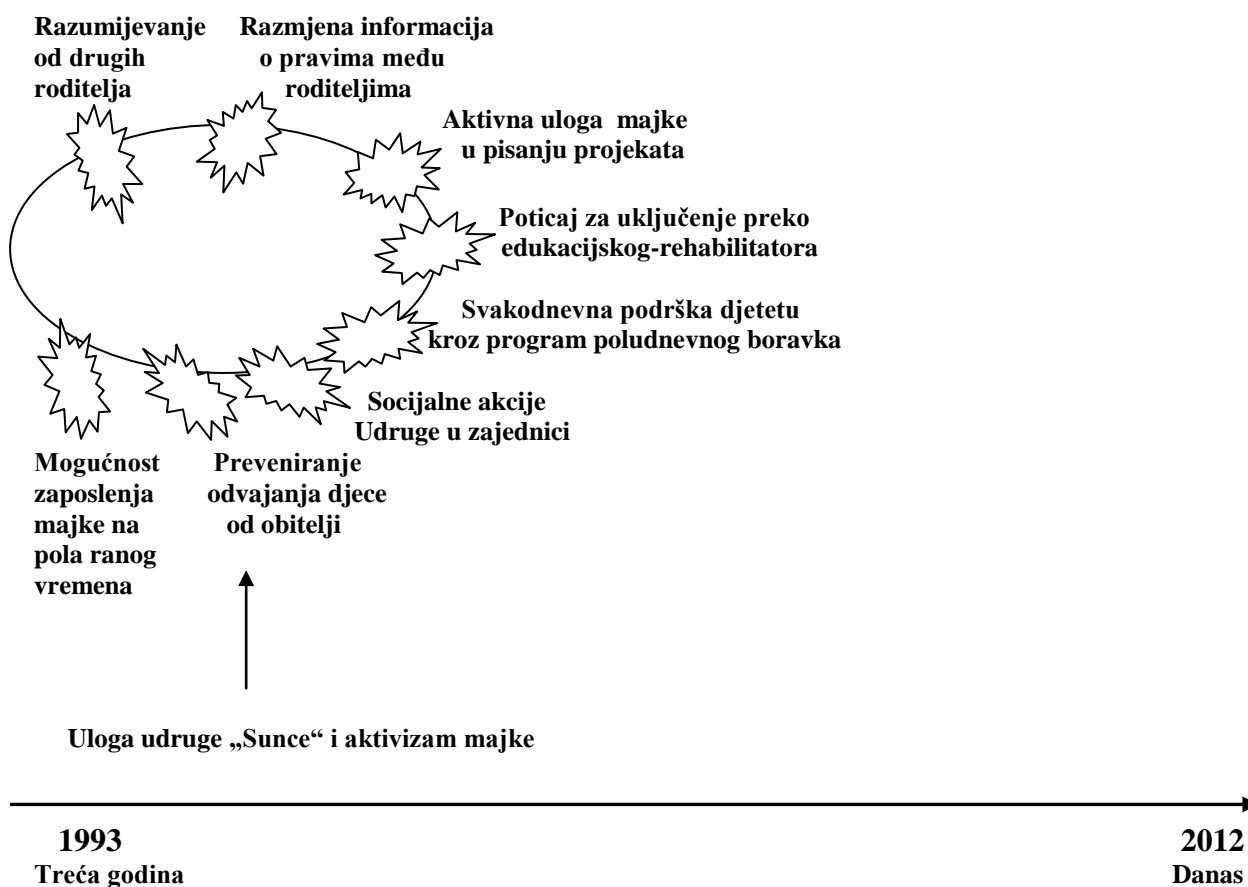 Razumijevanje
od drugih
roditelja
Razmjena informacija
o pravima među
roditeljima
Aktivna uloga majke
u pisanju projekata
Poticaj za uključenje preko
edukacijskog-rehabilitatora
Svakodnevna podrška djetetu
kroz program poludnevnog boravka
Socijalne akcije
Udruge u zajednici
Mogućnost
zaposlenja
majke na
pola ranog
vremena
Preveniranje
odvajanja djece
od obitelji
Uloga udruge „Sunce“ i aktivizam majke
1993
Treća godina
2012
Danas